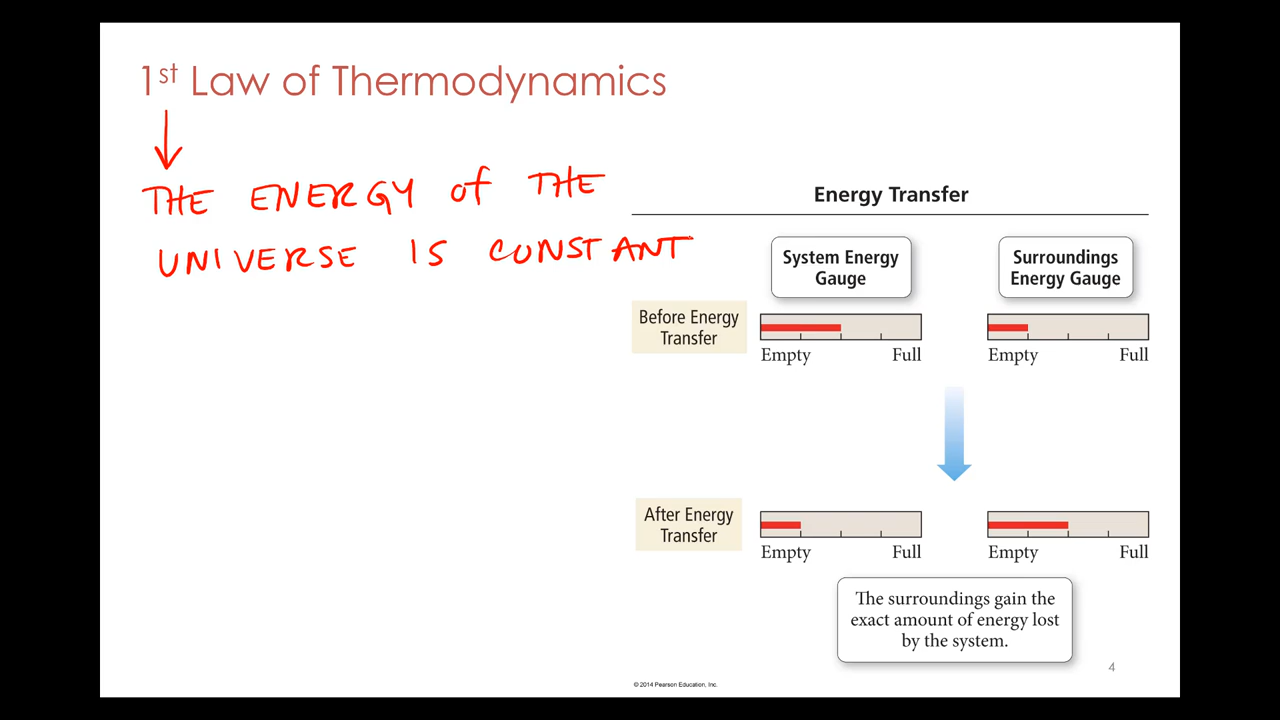 1st Law of Thermodynamics
THE ENERGY of THE
UNIVERSE IS CONSTANT
Energy Transfer
System Energy
Gauge
Surroundings
Energy Gauge
Before Energy
Transfer
Empty Full
Empty Full
After Energy
Transfer
Empty Full
Empty Full
The surroundings gain the
exact amount of energy lost
by the system.
4
© 2014 Pearson Education, Inc.